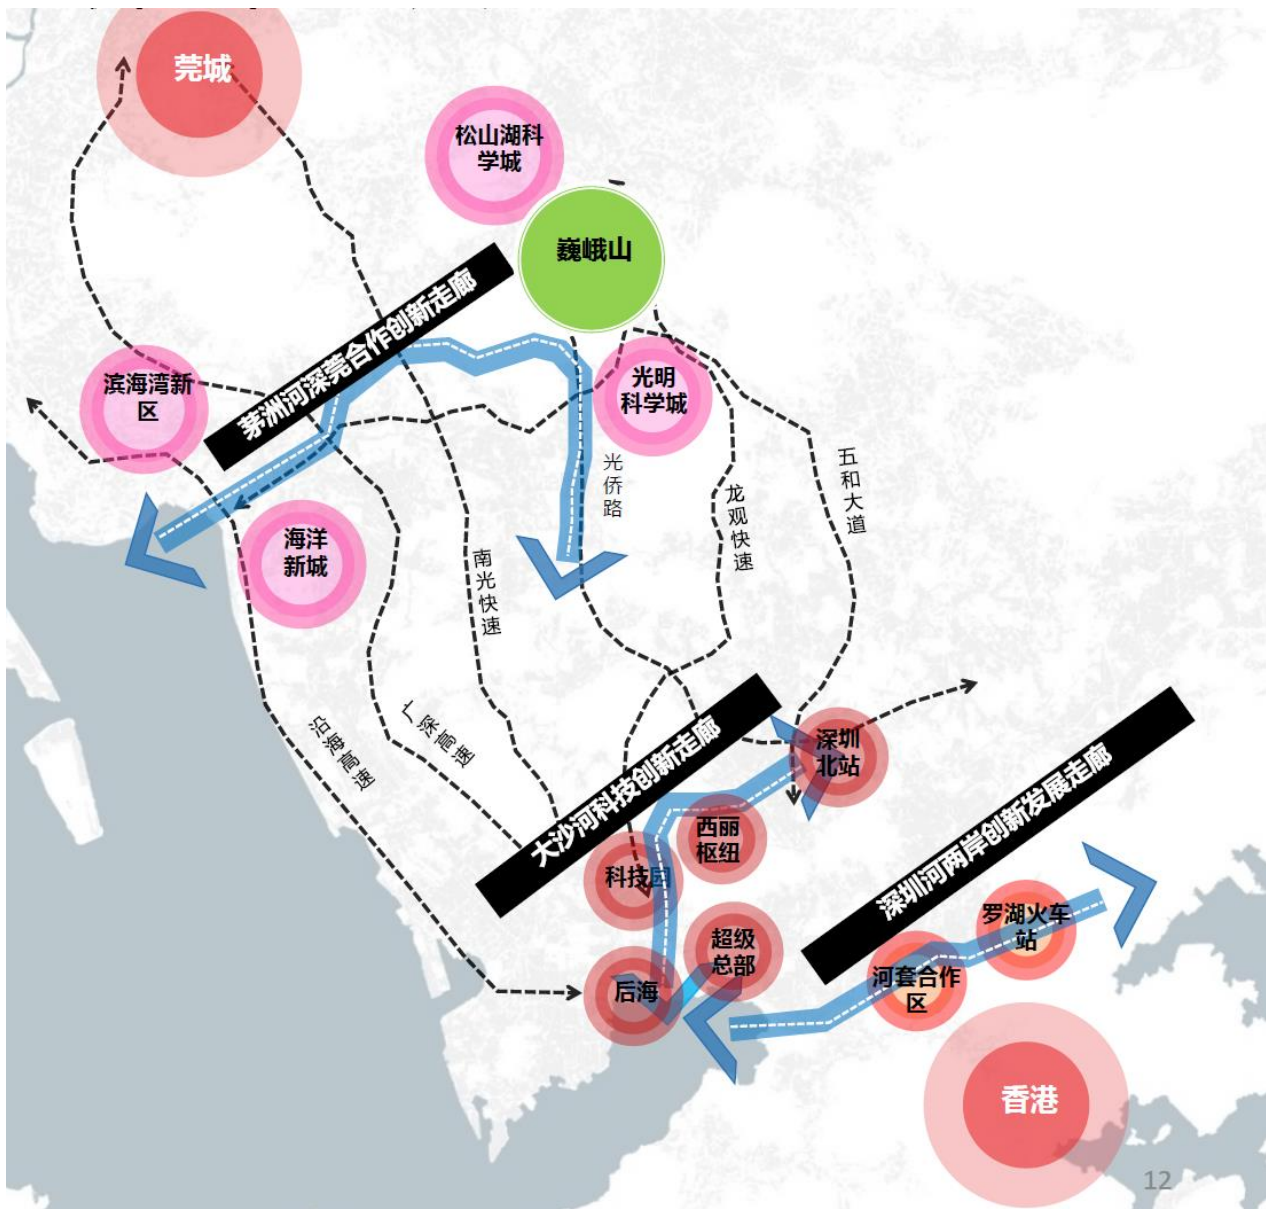 莞城
松山湖科
学城
巍峨山
茅洲河深莞合作创新走廊
滨海湾新
区
光明
科学城
光侨路
龙观快速
五和大道
海洋
新城
南光快速
沿海高速
广深高速
大沙河科技创新走廊
深圳
北站
西丽
枢纽
科技园
深圳河两岸创新发展走廊
罗湖火车
站
超级
总部
后海
河套合作
区
香港
12